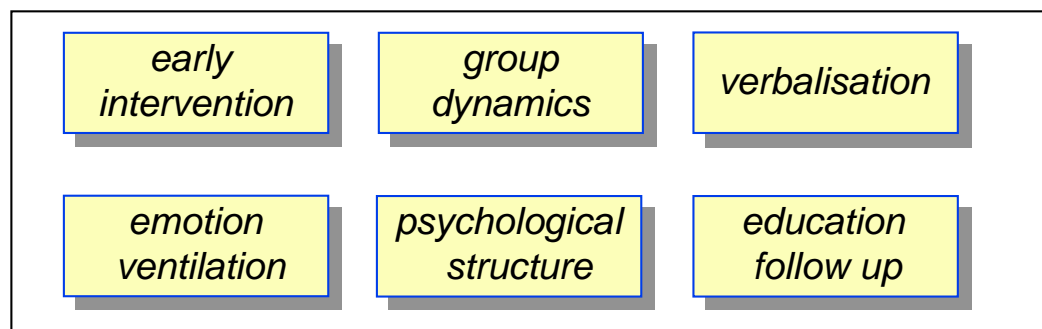 early
intervention
group
dynamics
verbalisation
emotion
ventilation
psychological
structure
education
follow up